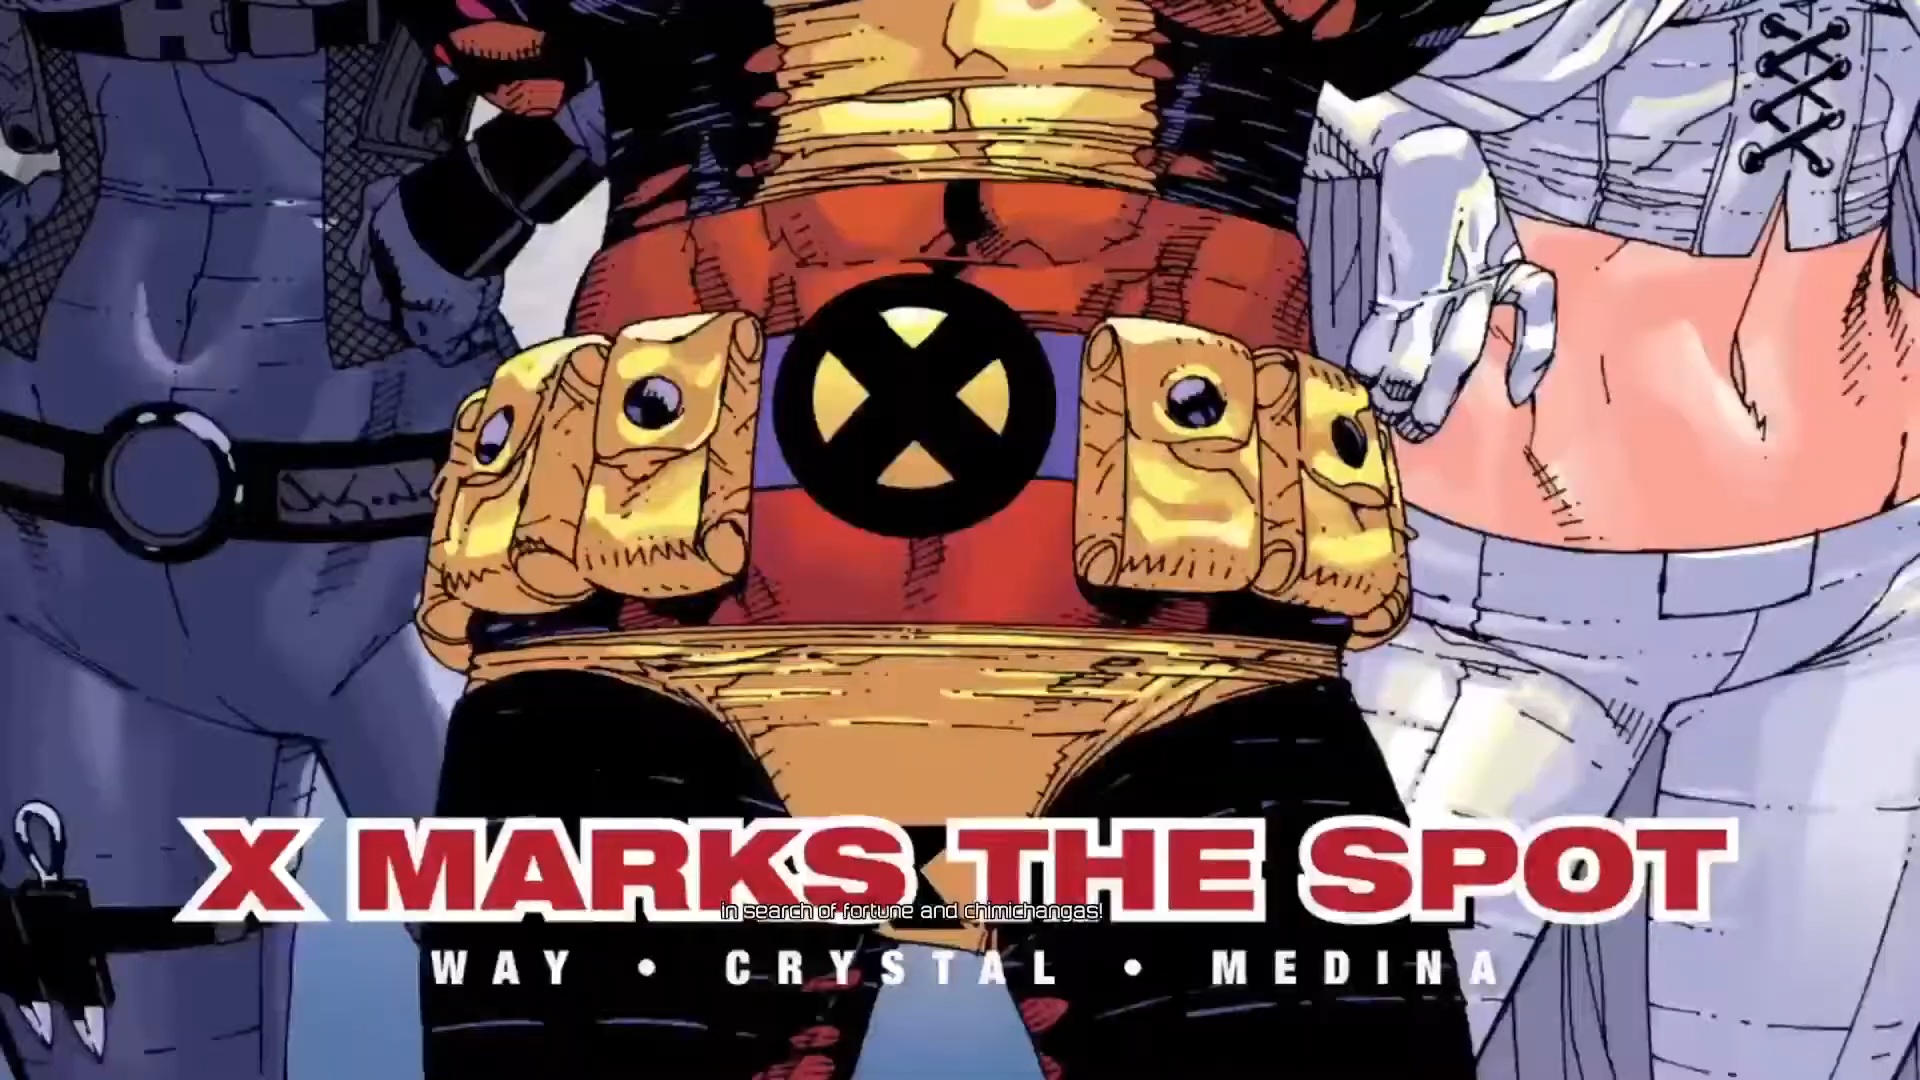 X MARKS THE SPOT
in search of fortune and chimichangas!
WAY • CRYSTAL • MEDINA